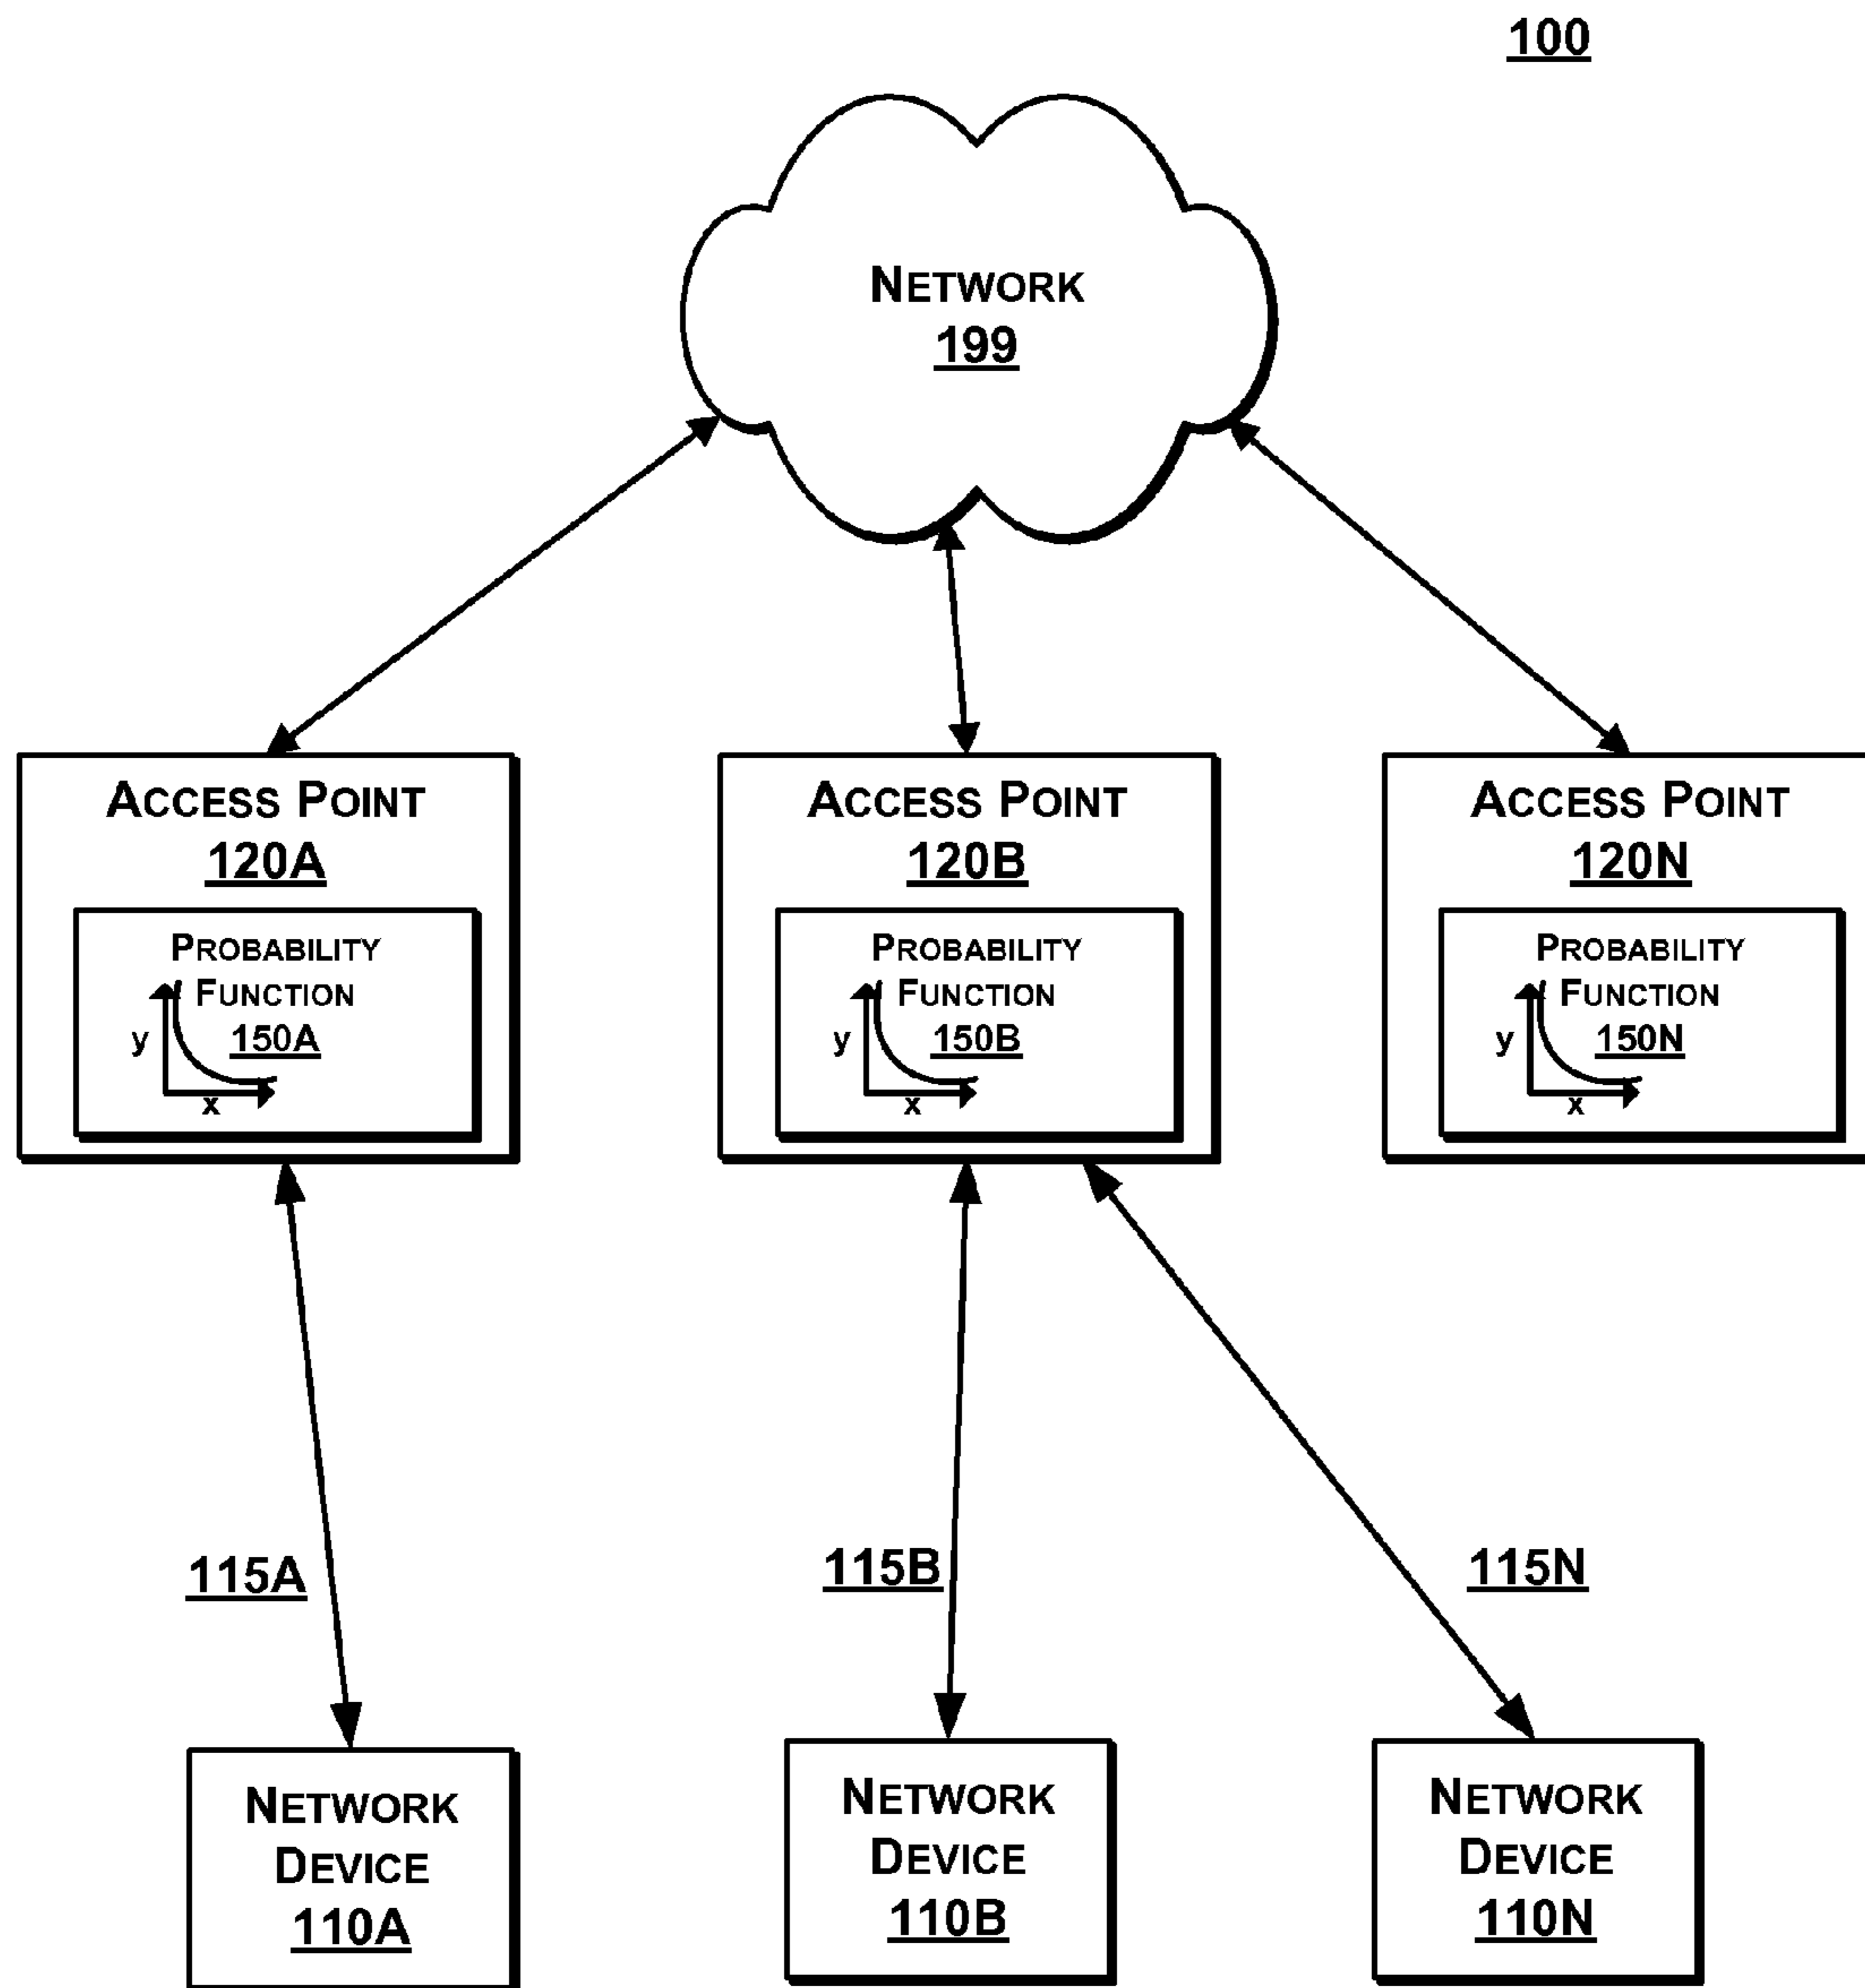 100
NETWORK
199
ACCESS POINT
120A
PROBABILITY
FUNCTION
150A
y
x
ACCESS POINT
120B
PROBABILITY
FUNCTION
150B
y
x
ACCESS POINT
120N
PROBABILITY
FUNCTION
150N
y
x
115A
115B
115N
NETWORK
DEVICE
110A
NETWORK
DEVICE
110B
NETWORK
DEVICE
110N